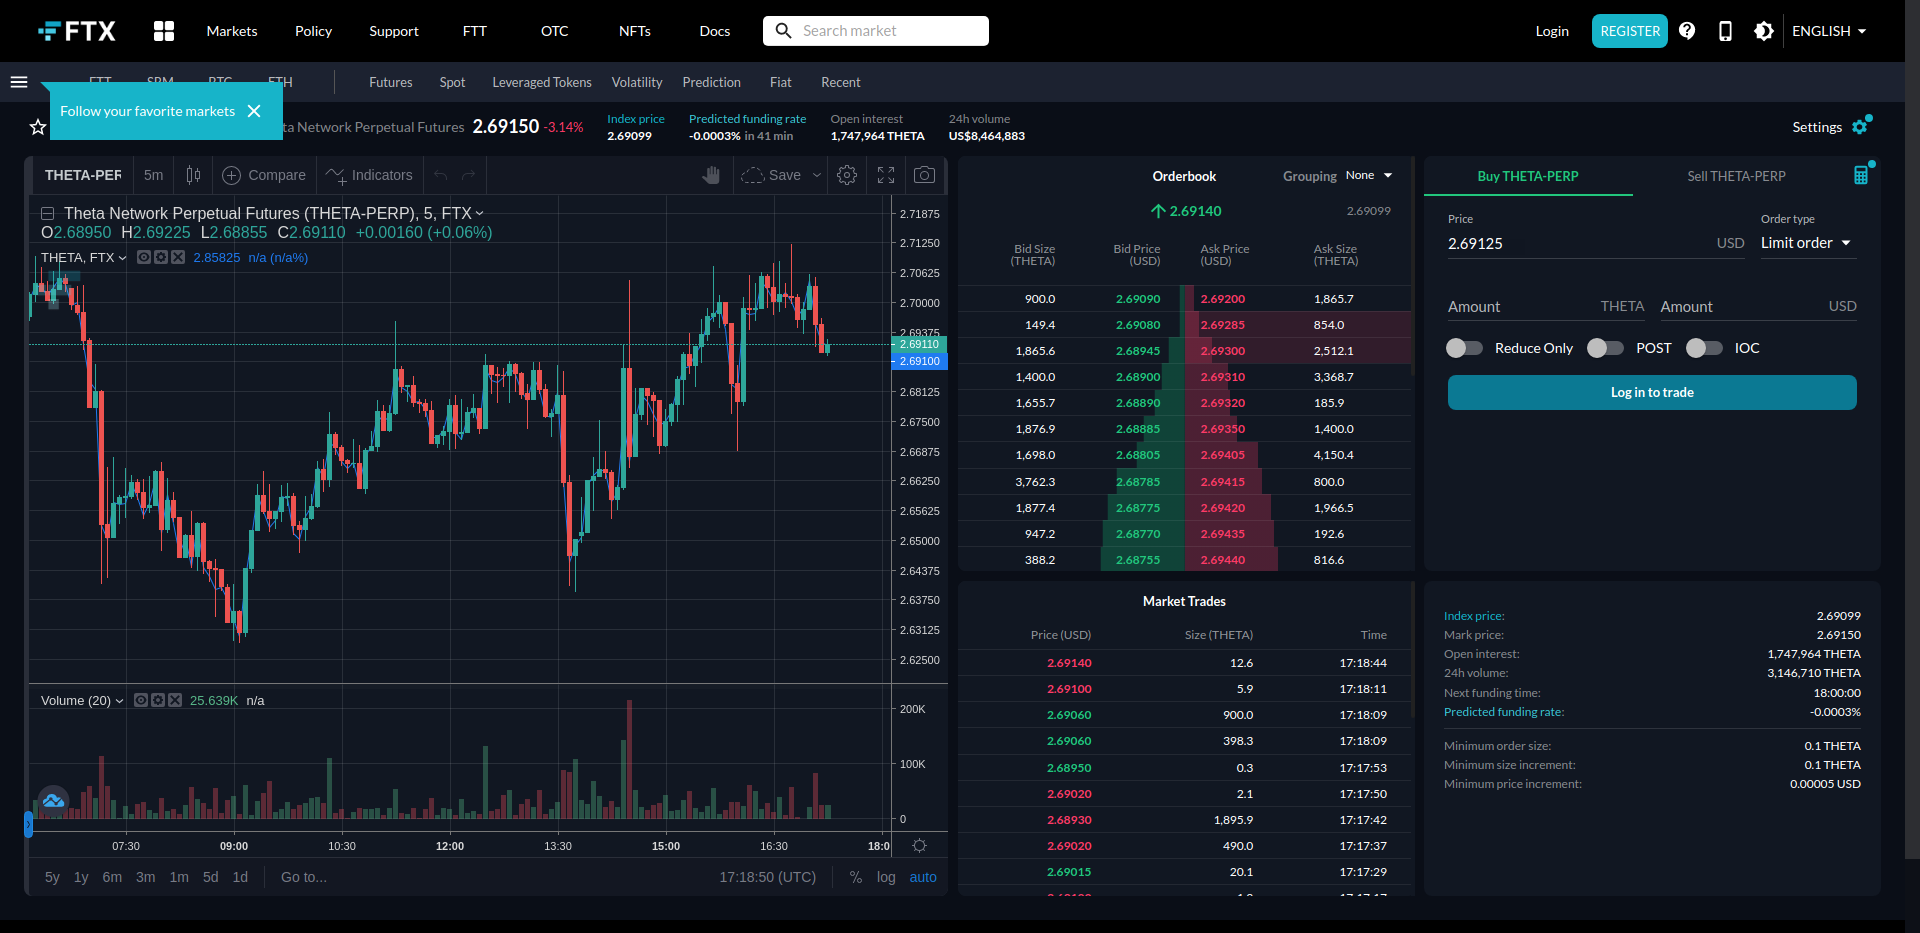 FTX Markets Policy Support FTT OTC NFTs Docs Search market Login REGISTER ENGLISH
Futures Spot Leveraged Tokens Volatility Prediction Fiat Recent
Follow your favorite markets
Network Perpetual Futures 2.69150 -3.14%
Index price
2.69099
Predicted funding rate
-0.0003% in 41 min
Open interest
1,747,964 THETA
24h volume
US$8,464,883
Settings
THETA-PER 5m Compare Indicators Save
Theta Network Perpetual Futures (THETA-PERP), 5, FTX
O2.68950 H2.69225 L2.68855 C2.69110 +0.00160 (+0.06%)
THETA, FTX 2.85825 n/a (n/a%)
2.71875
2.71250
2.70625
2.70000
2.69375
2.69110
2.69100
2.68125
2.67500
2.66875
2.66250
2.65625
2.65000
2.64375
2.63750
2.63125
2.62500
Volume (20) 25.639K n/a
200K
100K
0
07:30 09:00 10:30 12:00 13:30 15:00 16:30 18:0
5y 1y 6m 3m 1m 5d 1d Go to... 17:18:50 (UTC) % log auto
Orderbook Grouping None
2.69140 2.69099
Bid Size (THETA) Bid Price (USD) Ask Price (USD) Ask Size (THETA)
900.0 2.69090 2.69200 1,865.7
149.4 2.69080 2.69285 854.0
1,865.6 2.68945 2.69300 2,512.1
1,400.0 2.68900 2.69310 3,368.7
1,655.7 2.68890 2.69320 185.9
1,876.9 2.68885 2.69350 1,400.0
1,698.0 2.68805 2.69405 4,150.4
3,762.3 2.68785 2.69415 800.0
1,877.4 2.68775 2.69420 1,966.5
947.2 2.68770 2.69435 192.6
388.2 2.68755 2.69440 816.6
Market Trades
Price (USD) Size (THETA) Time
2.69140 12.6 17:18:44
2.69100 5.9 17:18:11
2.69060 900.0 17:18:09
2.69060 398.3 17:18:09
2.68950 0.3 17:17:53
2.69020 2.1 17:17:50
2.68930 1,895.9 17:17:42
2.69020 490.0 17:17:37
2.69015 20.1 17:17:29
Buy THETA-PERP Sell THETA-PERP
Price Order type
2.69125 USD Limit order
Amount THETA Amount USD
Reduce Only POST IOC
Log in to trade
Index price: 2.69099
Mark price: 2.69150
Open interest: 1,747,964 THETA
24h volume: 3,146,710 THETA
Next funding time: 18:00:00
Predicted funding rate: -0.0003%
Minimum order size: 0.1 THETA
Minimum size increment: 0.1 THETA
Minimum price increment: 0.00005 USD